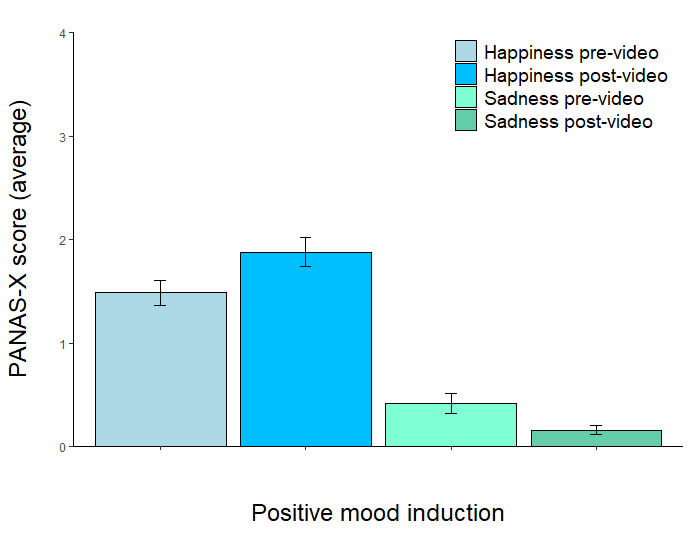 Happiness pre-video
Happiness post-video
Sadness pre-video
Sadness post-video
PANAS-X score (average)
4
3
2
1
0
Positive mood induction